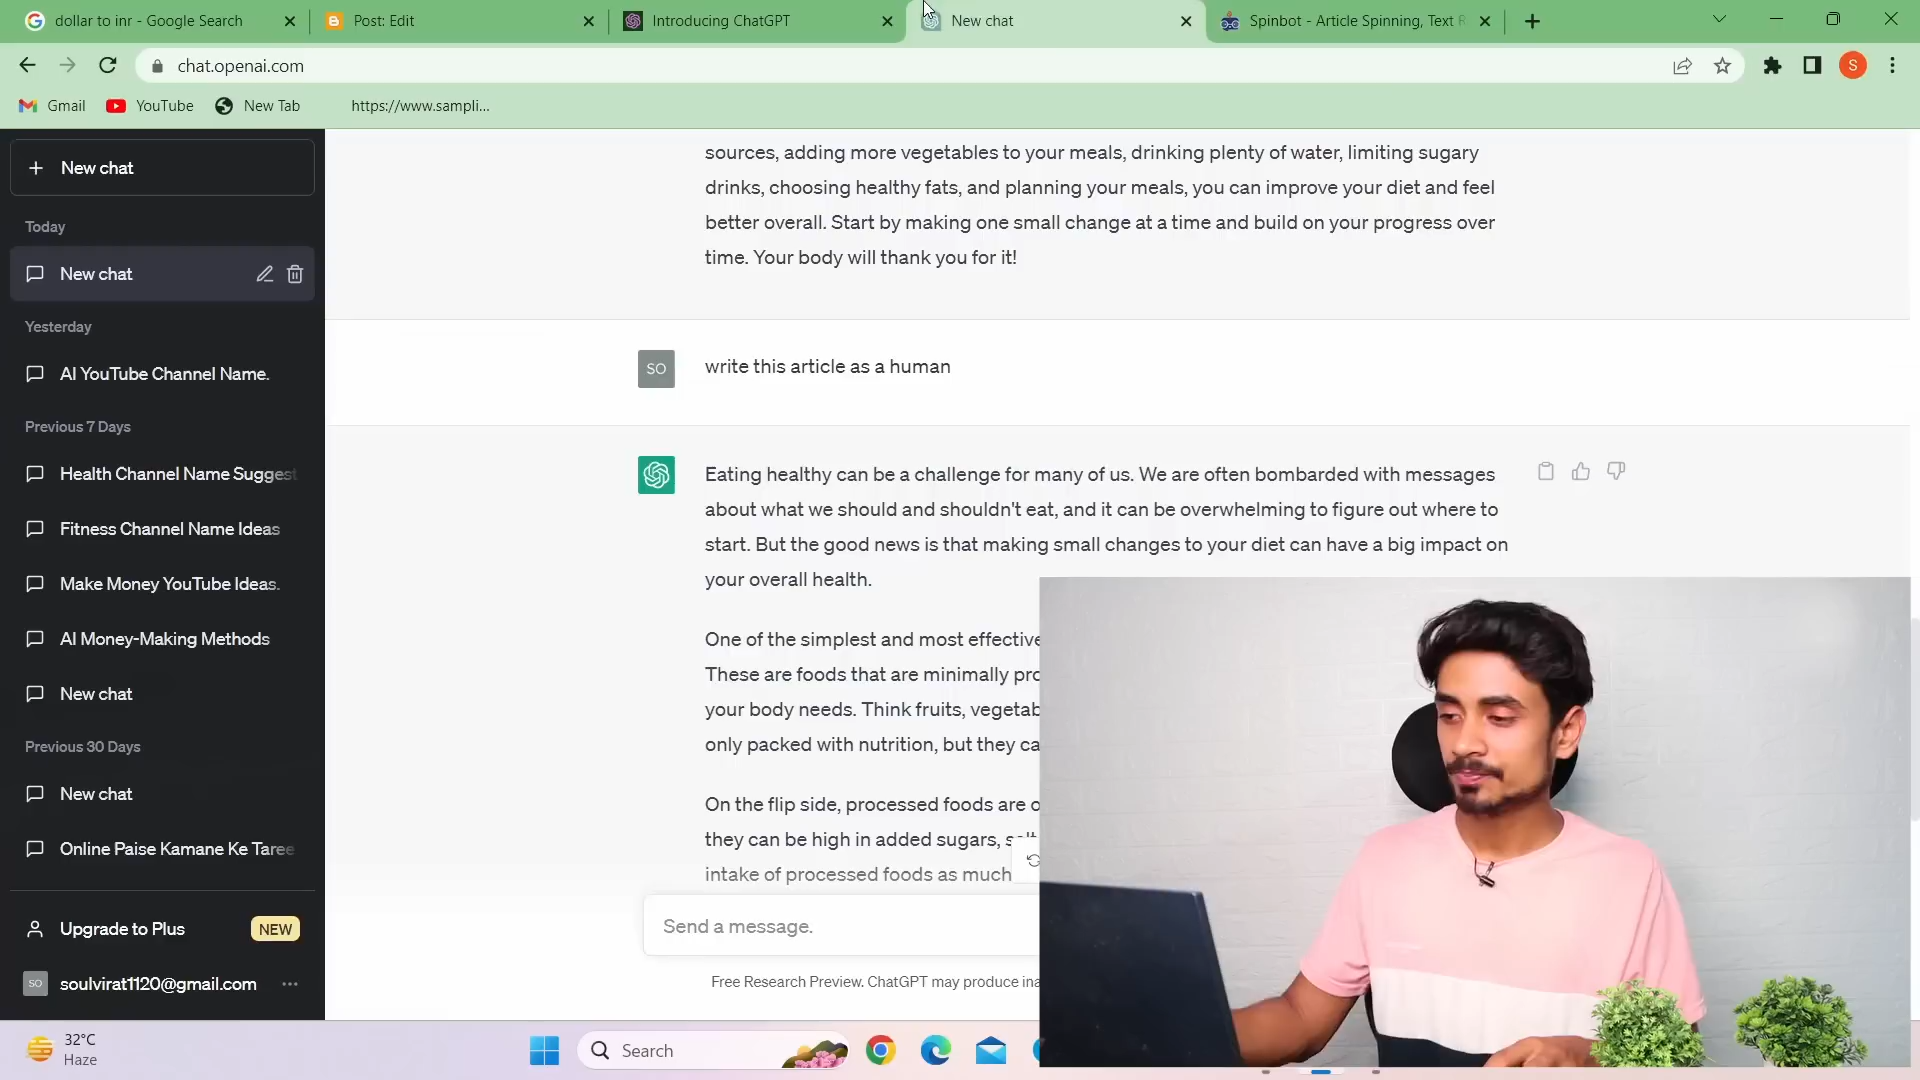 dollar to inr - Google Search
Post: Edit
Introducing ChatGPT
New chat
Spinbot - Article Spinning, Text R
chat.openai.com
S
Gmail
YouTube
New Tab
https://www.sampli...
New chat
Today
New chat
Yesterday
AI YouTube Channel Name.
Previous 7 Days
Health Channel Name Suggest
Fitness Channel Name Ideas
Make Money YouTube Ideas.
AI Money-Making Methods
New chat
Previous 30 Days
New chat
Online Paise Kamane Ke Taree
Upgrade to Plus
NEW
SO
soulvirat1120@gmail.com
sources, adding more vegetables to your meals, drinking plenty of water, limiting sugary
drinks, choosing healthy fats, and planning your meals, you can improve your diet and feel
better overall. Start by making one small change at a time and build on your progress over
time. Your body will thank you for it!
SO
write this article as a human
Eating healthy can be a challenge for many of us. We are often bombarded with messages
about what we should and shouldn't eat, and it can be overwhelming to figure out where to
start. But the good news is that making small changes to your diet can have a big impact on
your overall health.
One of the simplest and most effective
These are foods that are minimally pro
your body needs. Think fruits, vegetab
only packed with nutrition, but they ca
On the flip side, processed foods are o
they can be high in added sugars,
intake of processed foods as much
Send a message.
Free Research Preview. ChatGPT may produce ina
32°C
Haze
Search